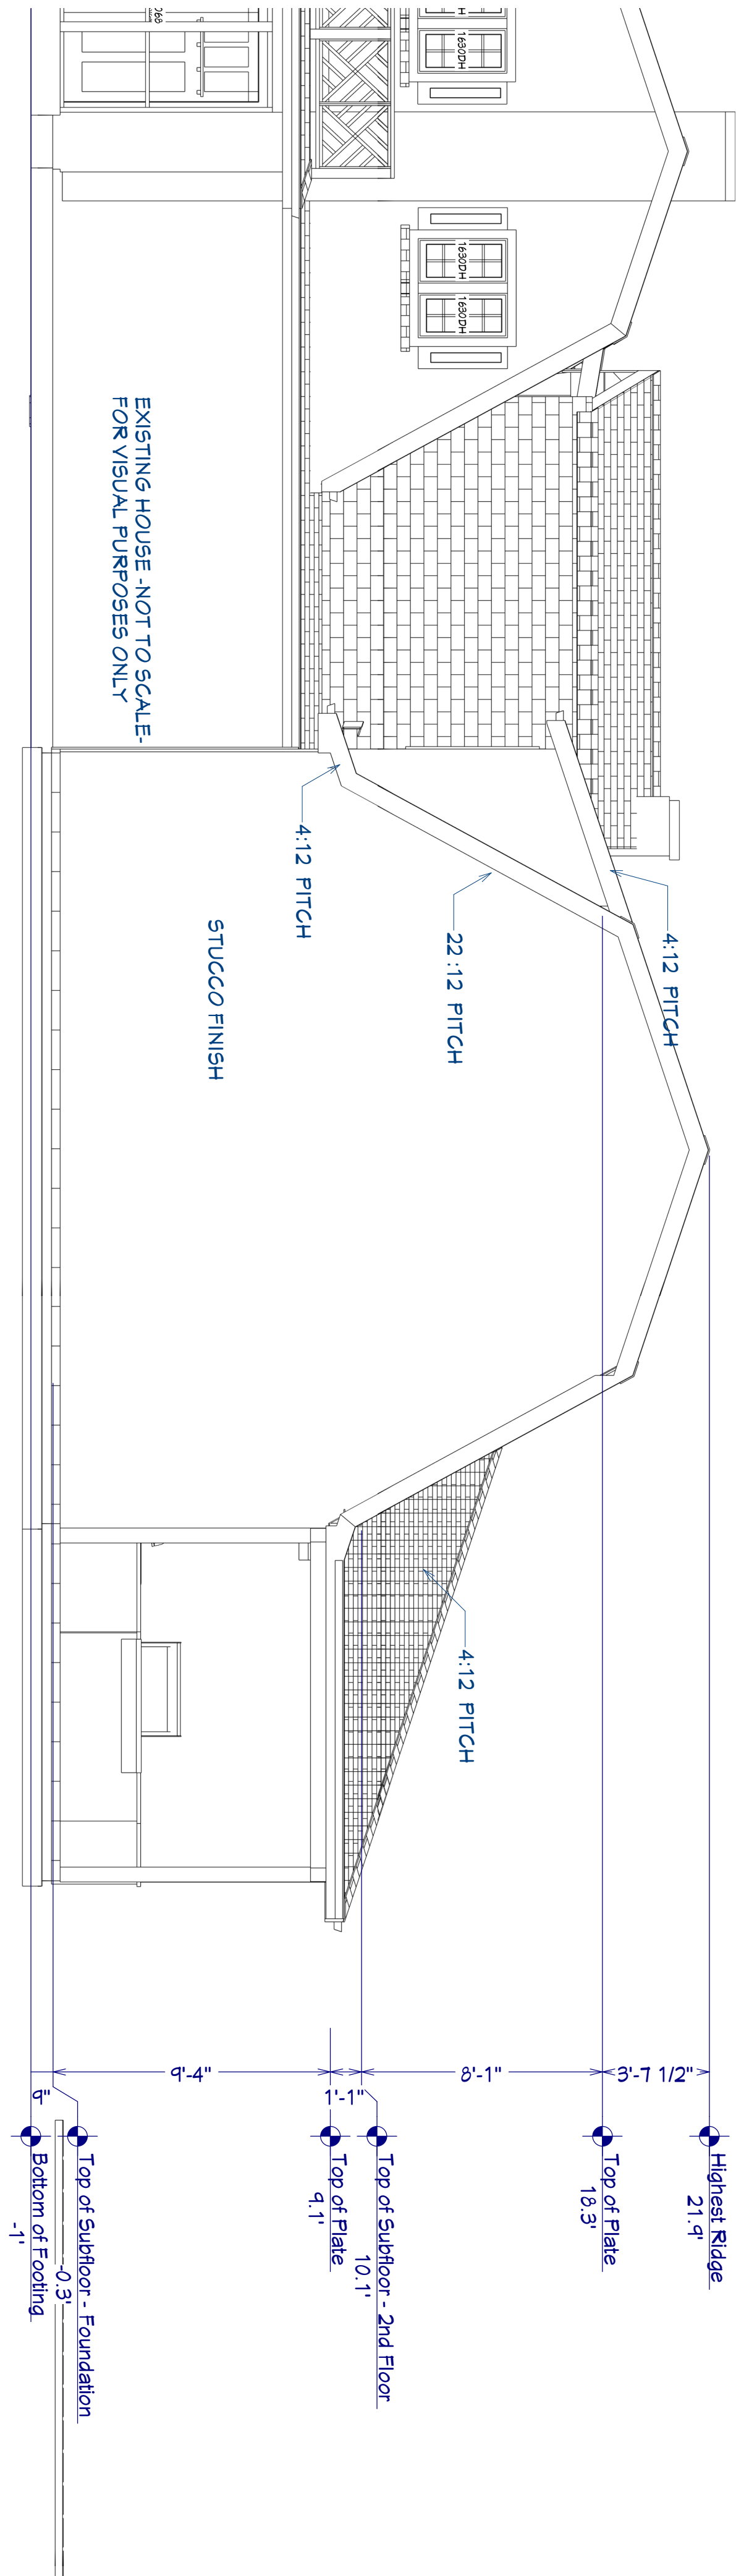 1630DH
1630DH
1630DH
EXISTING HOUSE -NOT TO SCALE-
FOR VISUAL PURPOSES ONLY
4:12 PITCH
22 :12 PITCH
4:12 PITCH
STUCCO FINISH
4:12 PITCH
3'-7 1/2"
8'-1"
1'-1"
9'-4"
9"
Highest Ridge
21.9'
Top of Plate
18.3'
Top of Subfloor - 2nd Floor
10.1'
Top of Plate
9.1'
Top of Subfloor - Foundation
-0.3'
Bottom of Footing
-1'